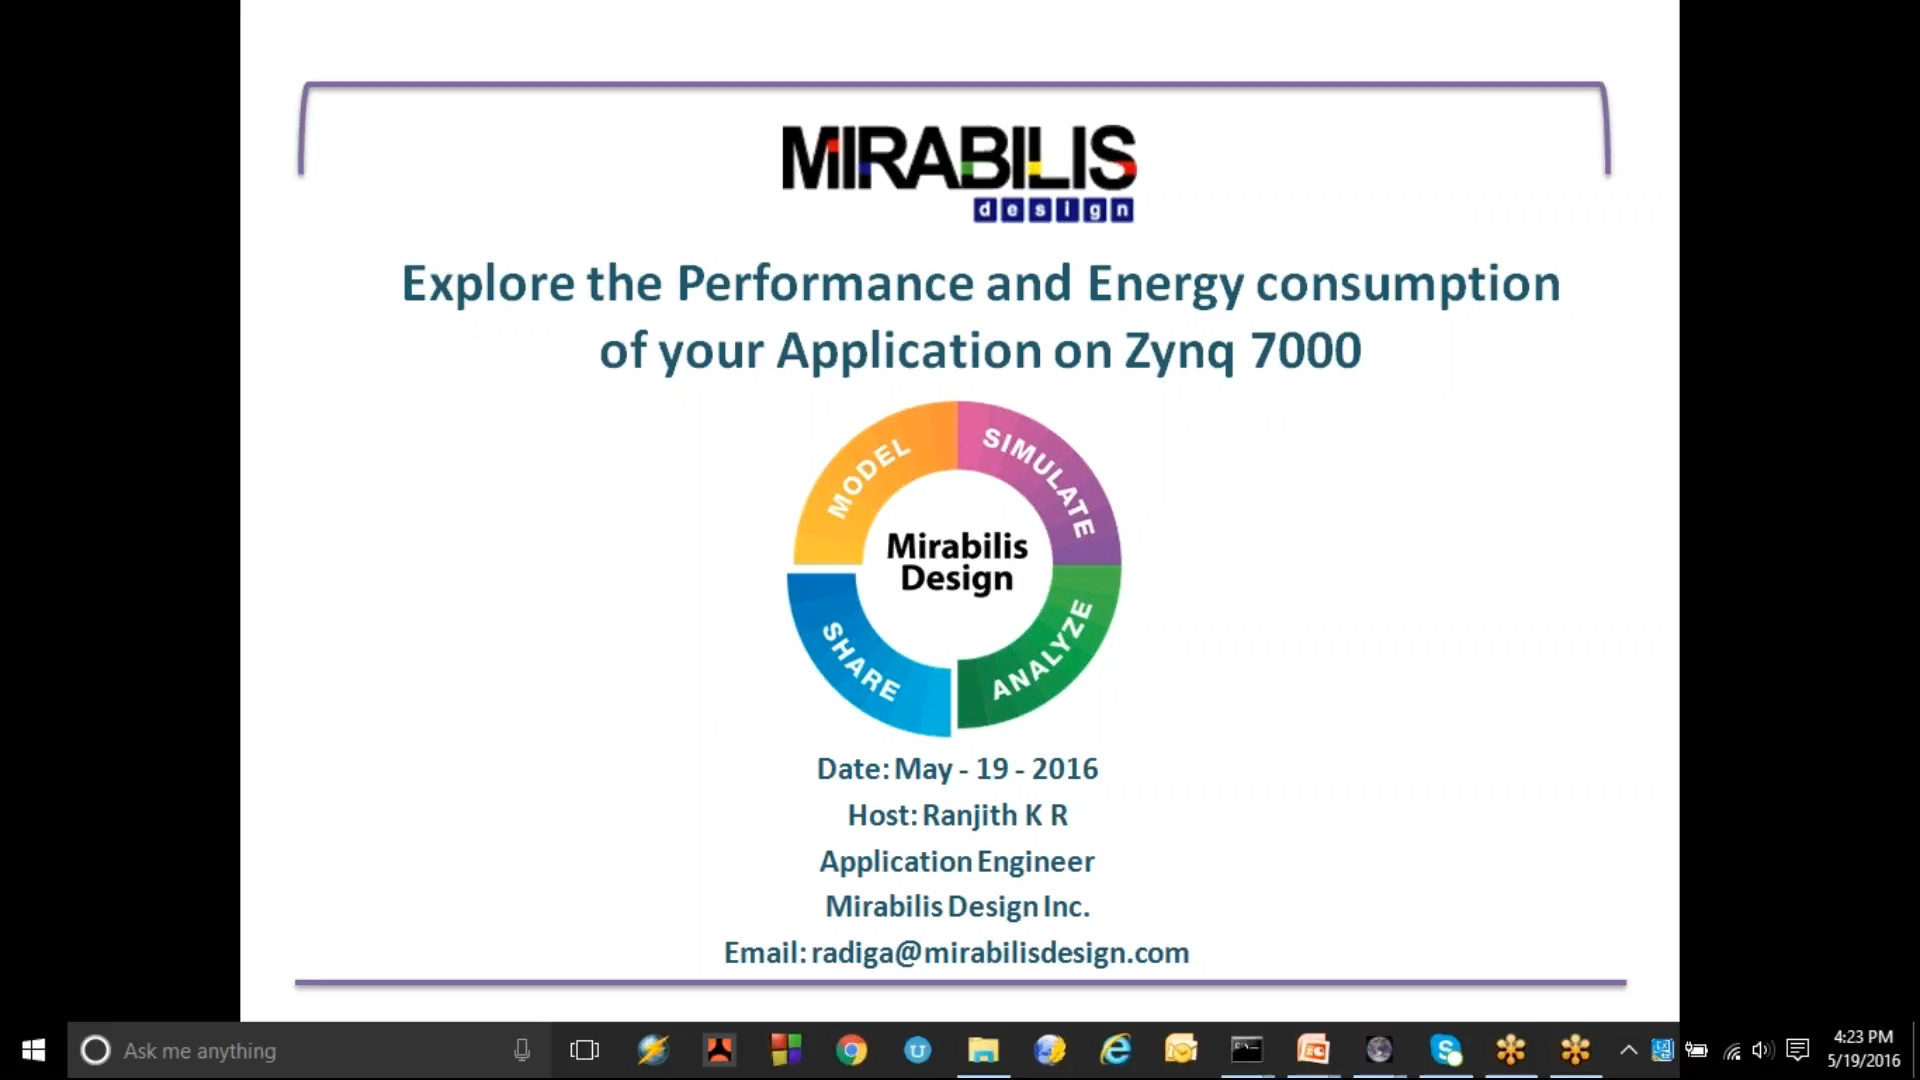 MIRABILIS
design
Explore the Performance and Energy consumption
of your Application on Zynq 7000
MODEL
SIMULATE
Mirabilis
Design
SHARE
ANALYZE
Date: May - 19 - 2016
Host: Ranjith K R
Application Engineer
Mirabilis Design Inc.
Email: radiga@mirabilisdesign.com
Ask me anything
4:23 PM
5/19/2016